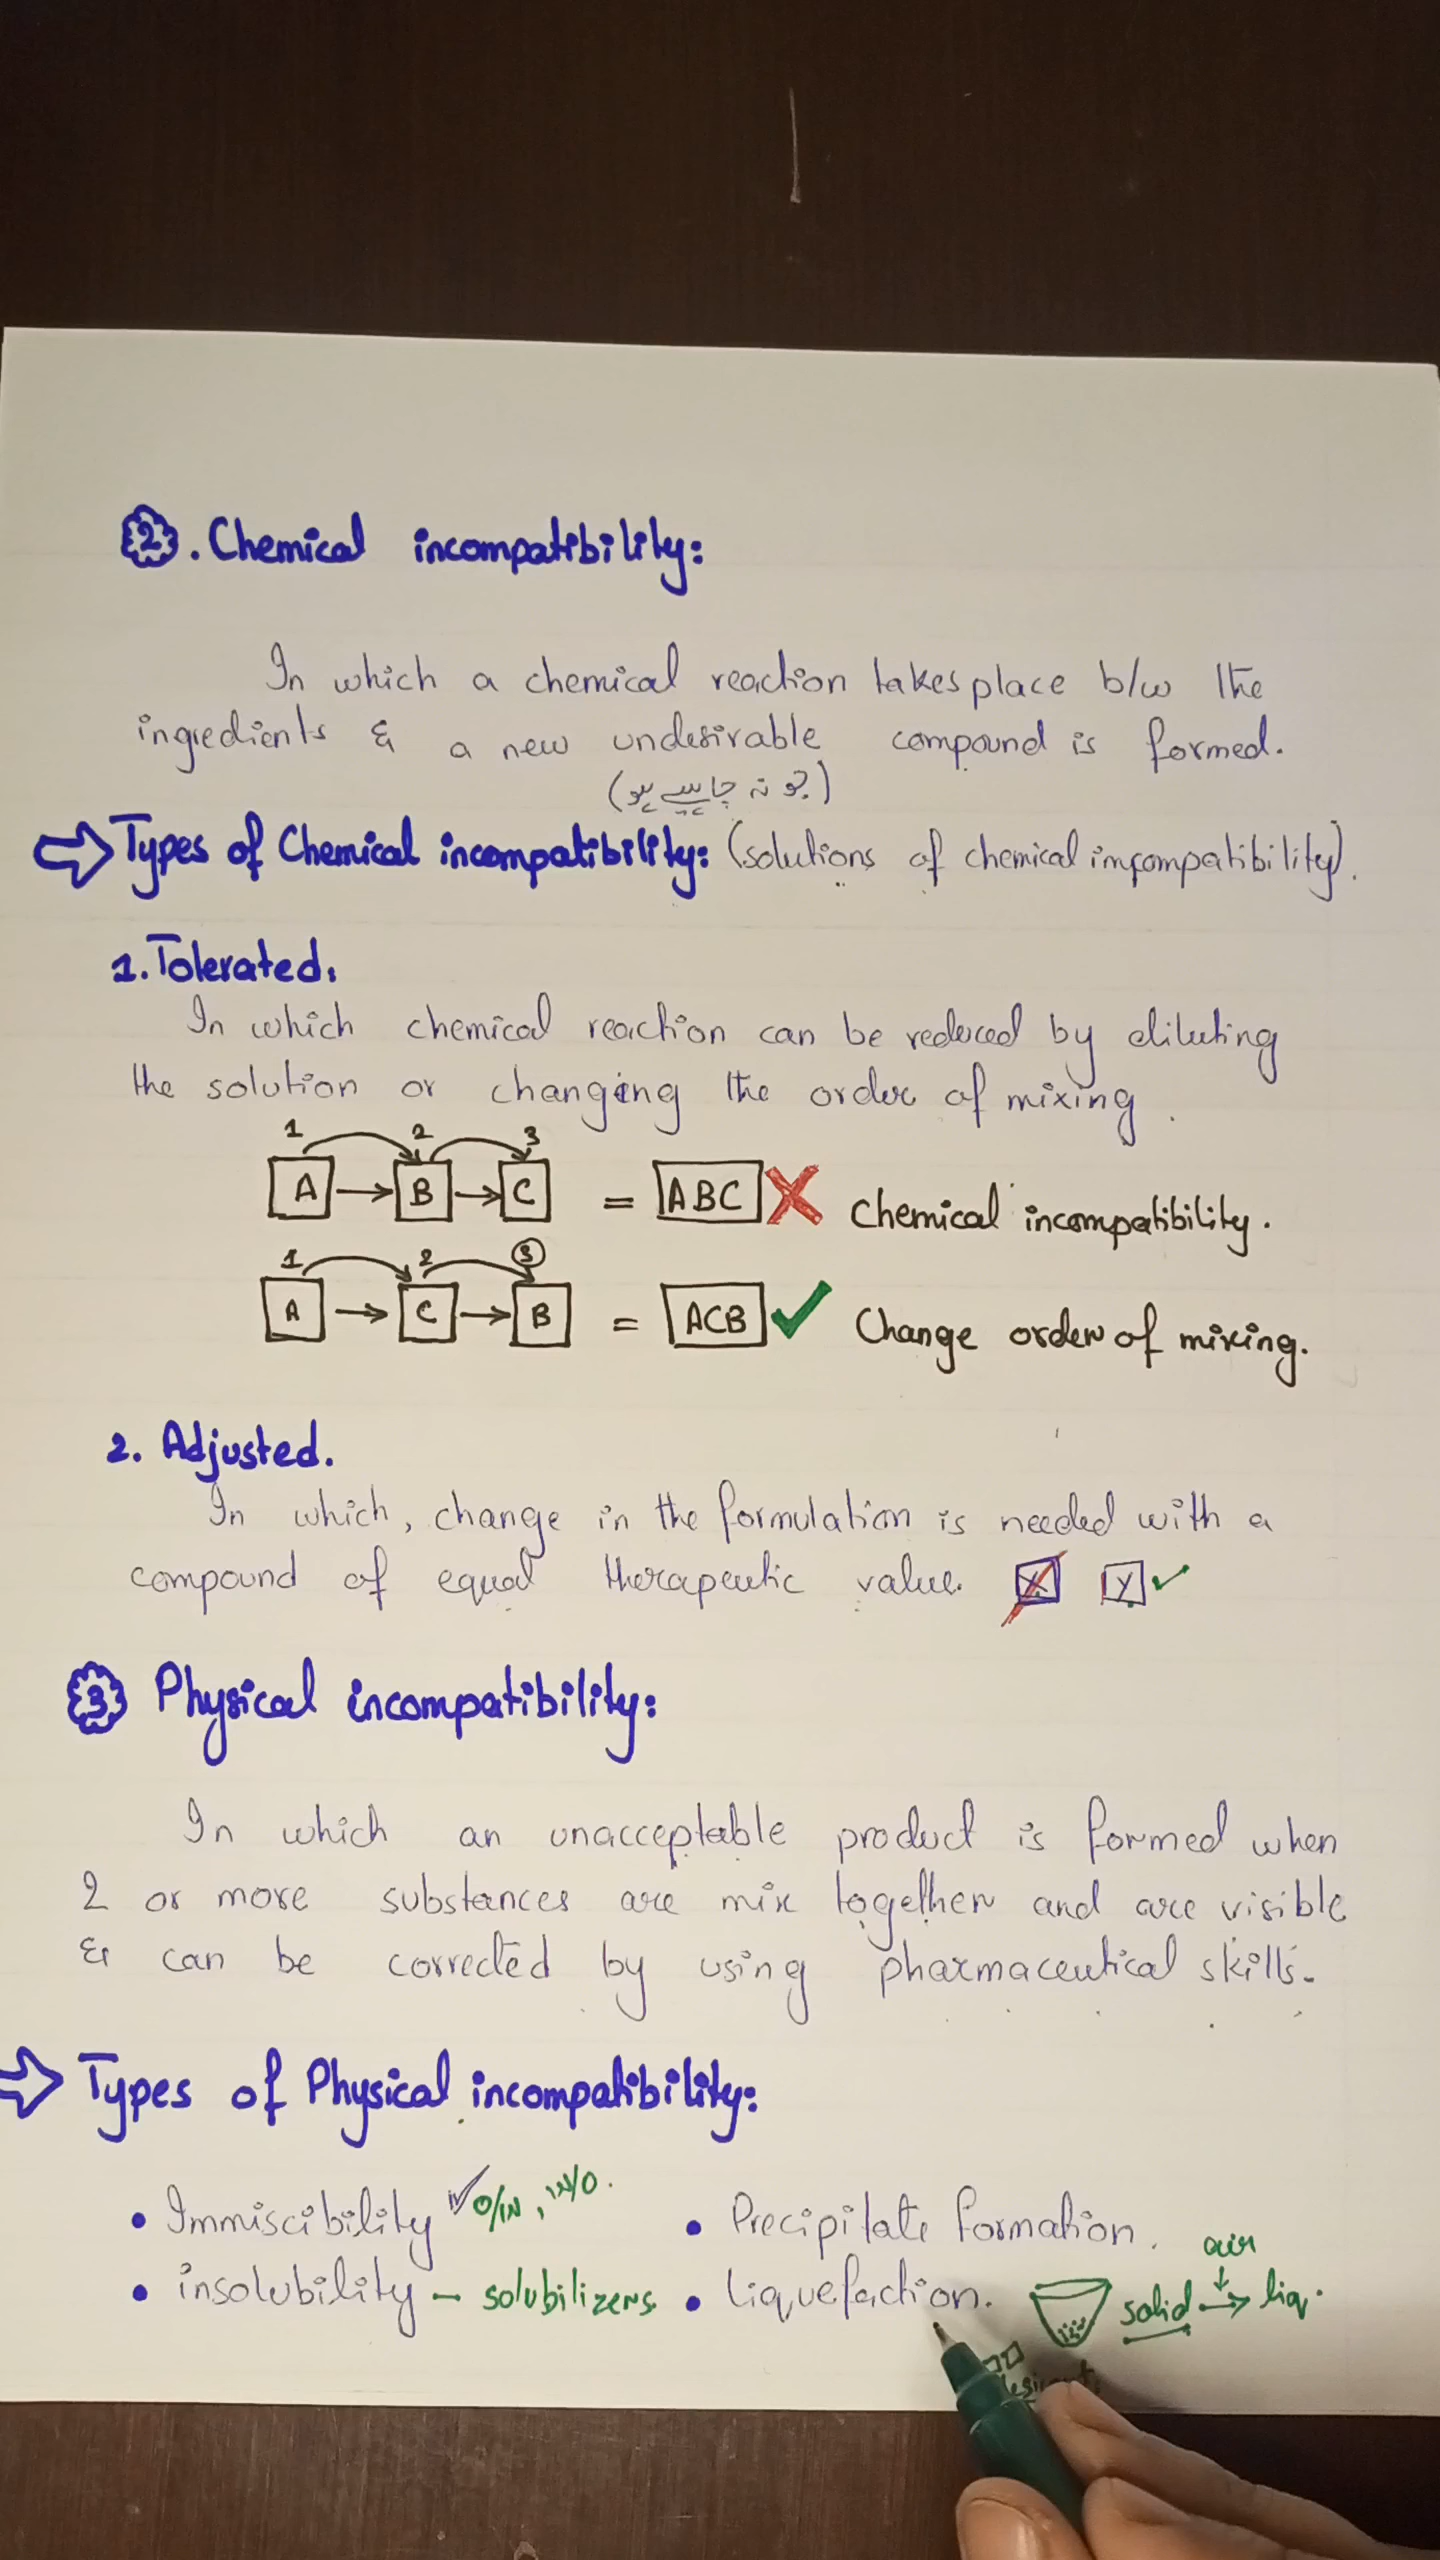 2. Chemical incompatibility:
In which a chemical reaction takes place b/w the
ingredients & a new undesirable compound is formed.
(جو نہ چاہیے ہو)
Types of Chemical incompatibility: (solutions of chemical imcompatibility).
1. Tolerated.
In which chemical reaction can be reduced by diluting
the solution or changing the order of mixing.
1 2 3
A → B → C = ABC Chemical incompatibility.
1 2 3
A → C → B = ACB ✓ Change order of mixing.
2. Adjusted.
In which, change in the formulation is needed with a
compound of equal therapeutic value. X Y ✓
3 Physical incompatibility:
In which an unacceptable product is formed when
2 or more substances are mix together and are visible
& can be corrected by using pharmaceutical skills.
Types of Physical incompatibility:
• Immiscibility ✓ O/W, W/O. • Precipitate formation.
• insolubility – solubilizers • Liquefaction. solid → liq.
air